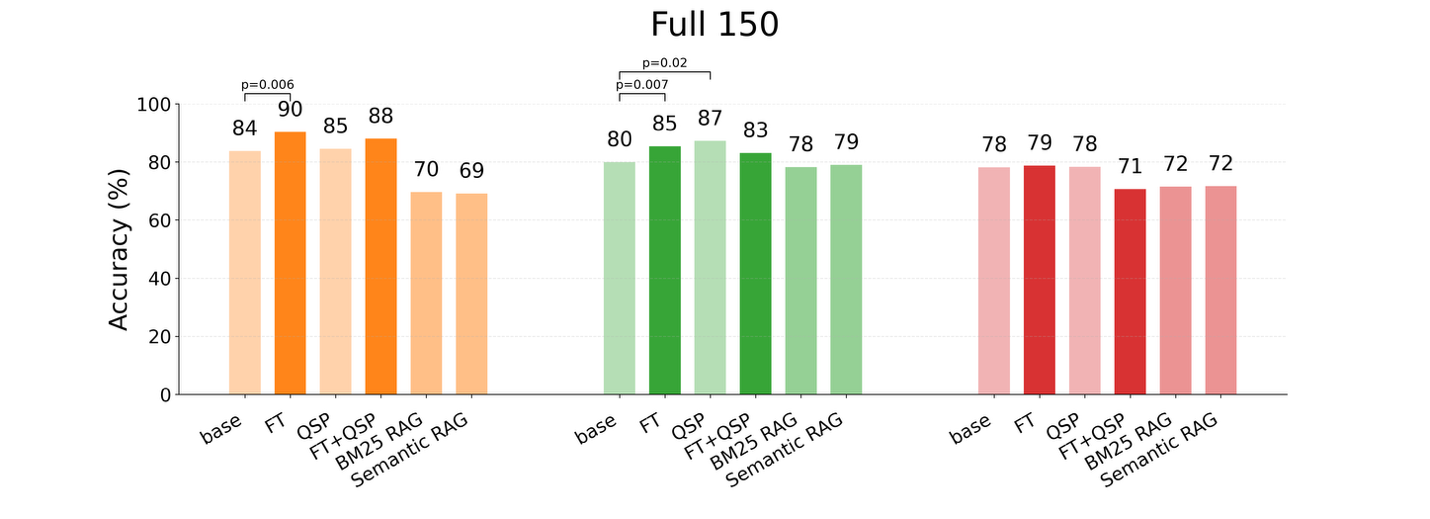 Full 150
p=0.006
p=0.02
p=0.007
Accuracy (%)
100
80
60
40
20
0
84
90
85
88
70
69
80
85
87
83
78
79
78
79
78
71
72
72
base
FT
QSP
FT+QSP
BM25 RAG
Semantic RAG
base
FT
QSP
FT+QSP
BM25 RAG
Semantic RAG
base
FT
QSP
FT+QSP
BM25 RAG
Semantic RAG